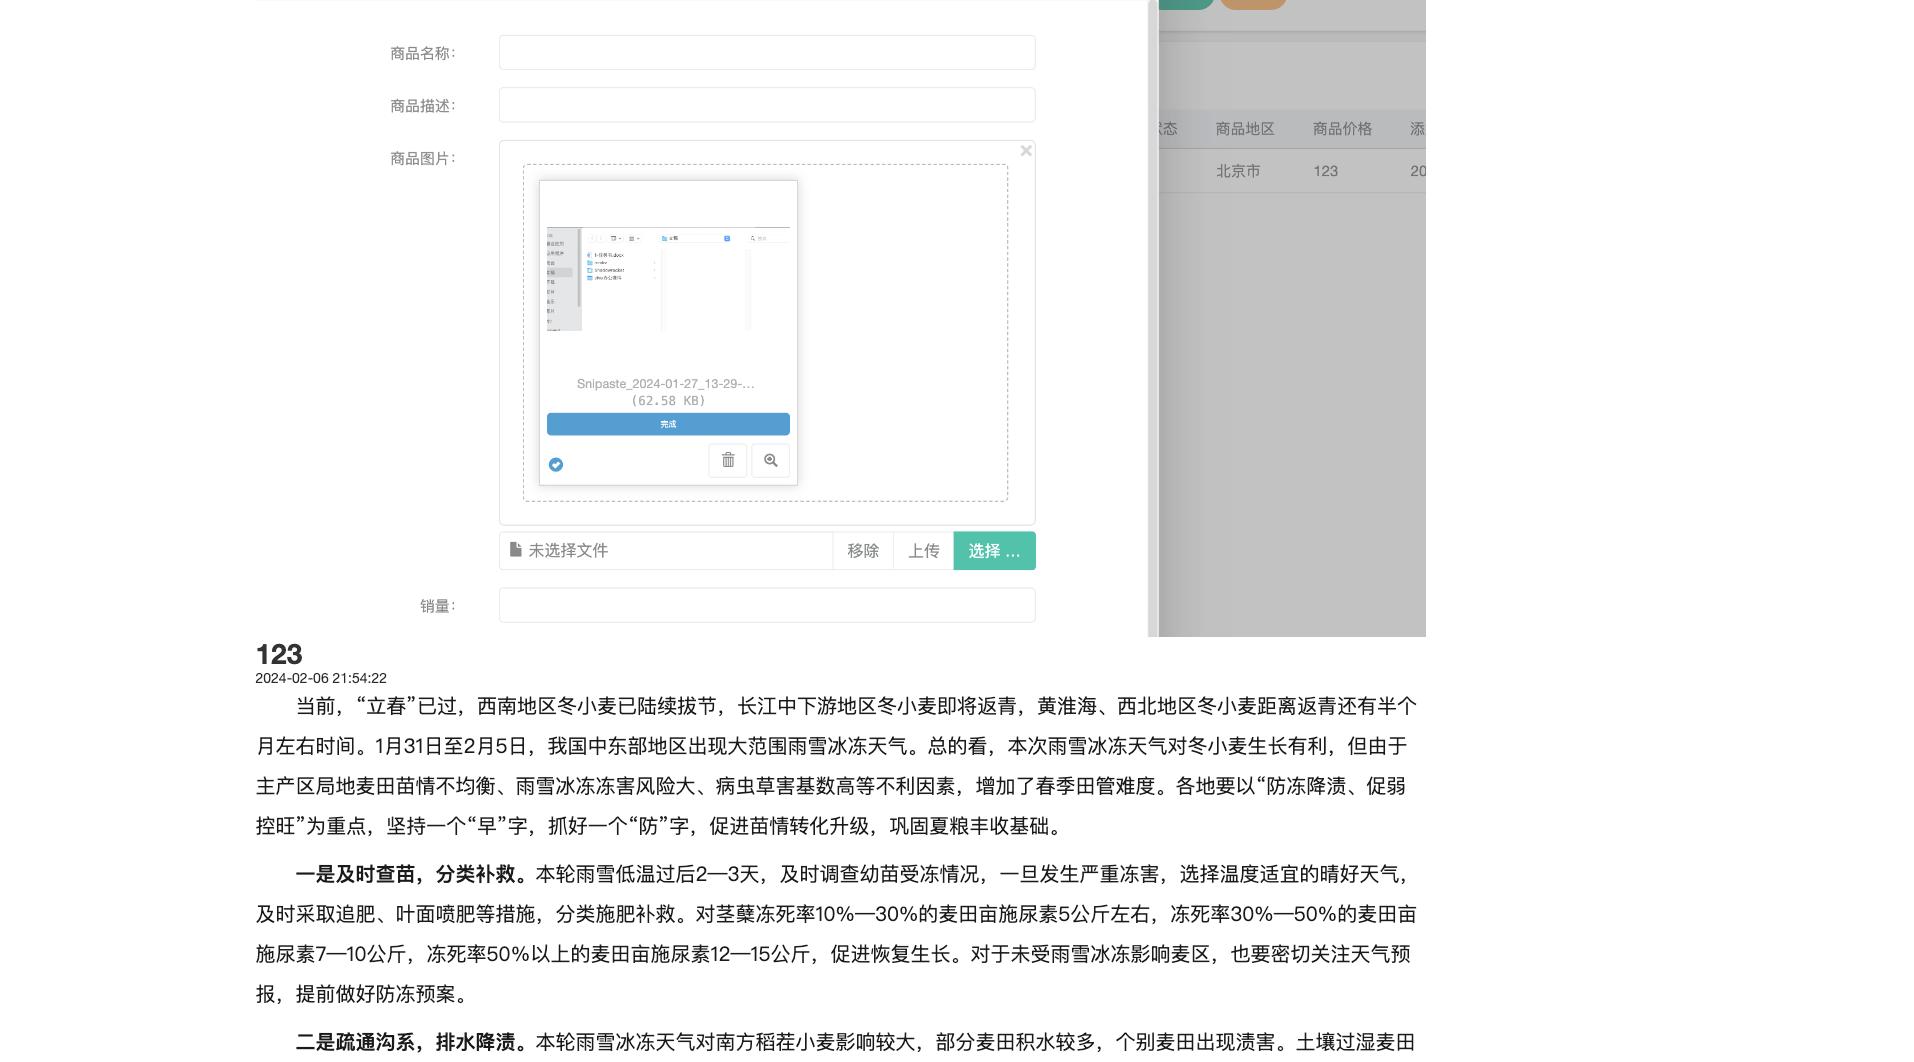 商品名称：
商品描述：
商品图片：
Snipaste_2024-01-27_13-29-...
(62.58 KB)
完成
未选择文件
移除
上传
选择 ...
销量：
态 商品地区 商品价格 添
北京市 123 20
123
2024-02-06 21:54:22
当前，“立春”已过，西南地区冬小麦已陆续拔节，长江中下游地区冬小麦即将返青，黄淮海、西北地区冬小麦距离返青还有半个
月左右时间。1月31日至2月5日，我国中东部地区出现大范围雨雪冰冻天气。总的看，本次雨雪冰冻天气对冬小麦生长有利，但由于
主产区局地麦田苗情不均衡、雨雪冰冻冻害风险大、病虫草害基数高等不利因素，增加了春季田管难度。各地要以“防冻降渍、促弱
控旺”为重点，坚持一个“早”字，抓好一个“防”字，促进苗情转化升级，巩固夏粮丰收基础。
一是及时查苗，分类补救。本轮雨雪低温过后2—3天，及时调查幼苗受冻情况，一旦发生严重冻害，选择温度适宜的晴好天气，
及时采取追肥、叶面喷肥等措施，分类施肥补救。对茎蘖冻死率10%—30%的麦田亩施尿素5公斤左右，冻死率30%—50%的麦田亩
施尿素7—10公斤，冻死率50%以上的麦田亩施尿素12—15公斤，促进恢复生长。对于未受雨雪冰冻影响麦区，也要密切关注天气预
报，提前做好防冻预案。
二是疏通沟系，排水降渍。本轮雨雪冰冻天气对南方稻茬小麦影响较大，部分麦田积水较多，个别麦田出现渍害。土壤过湿麦田